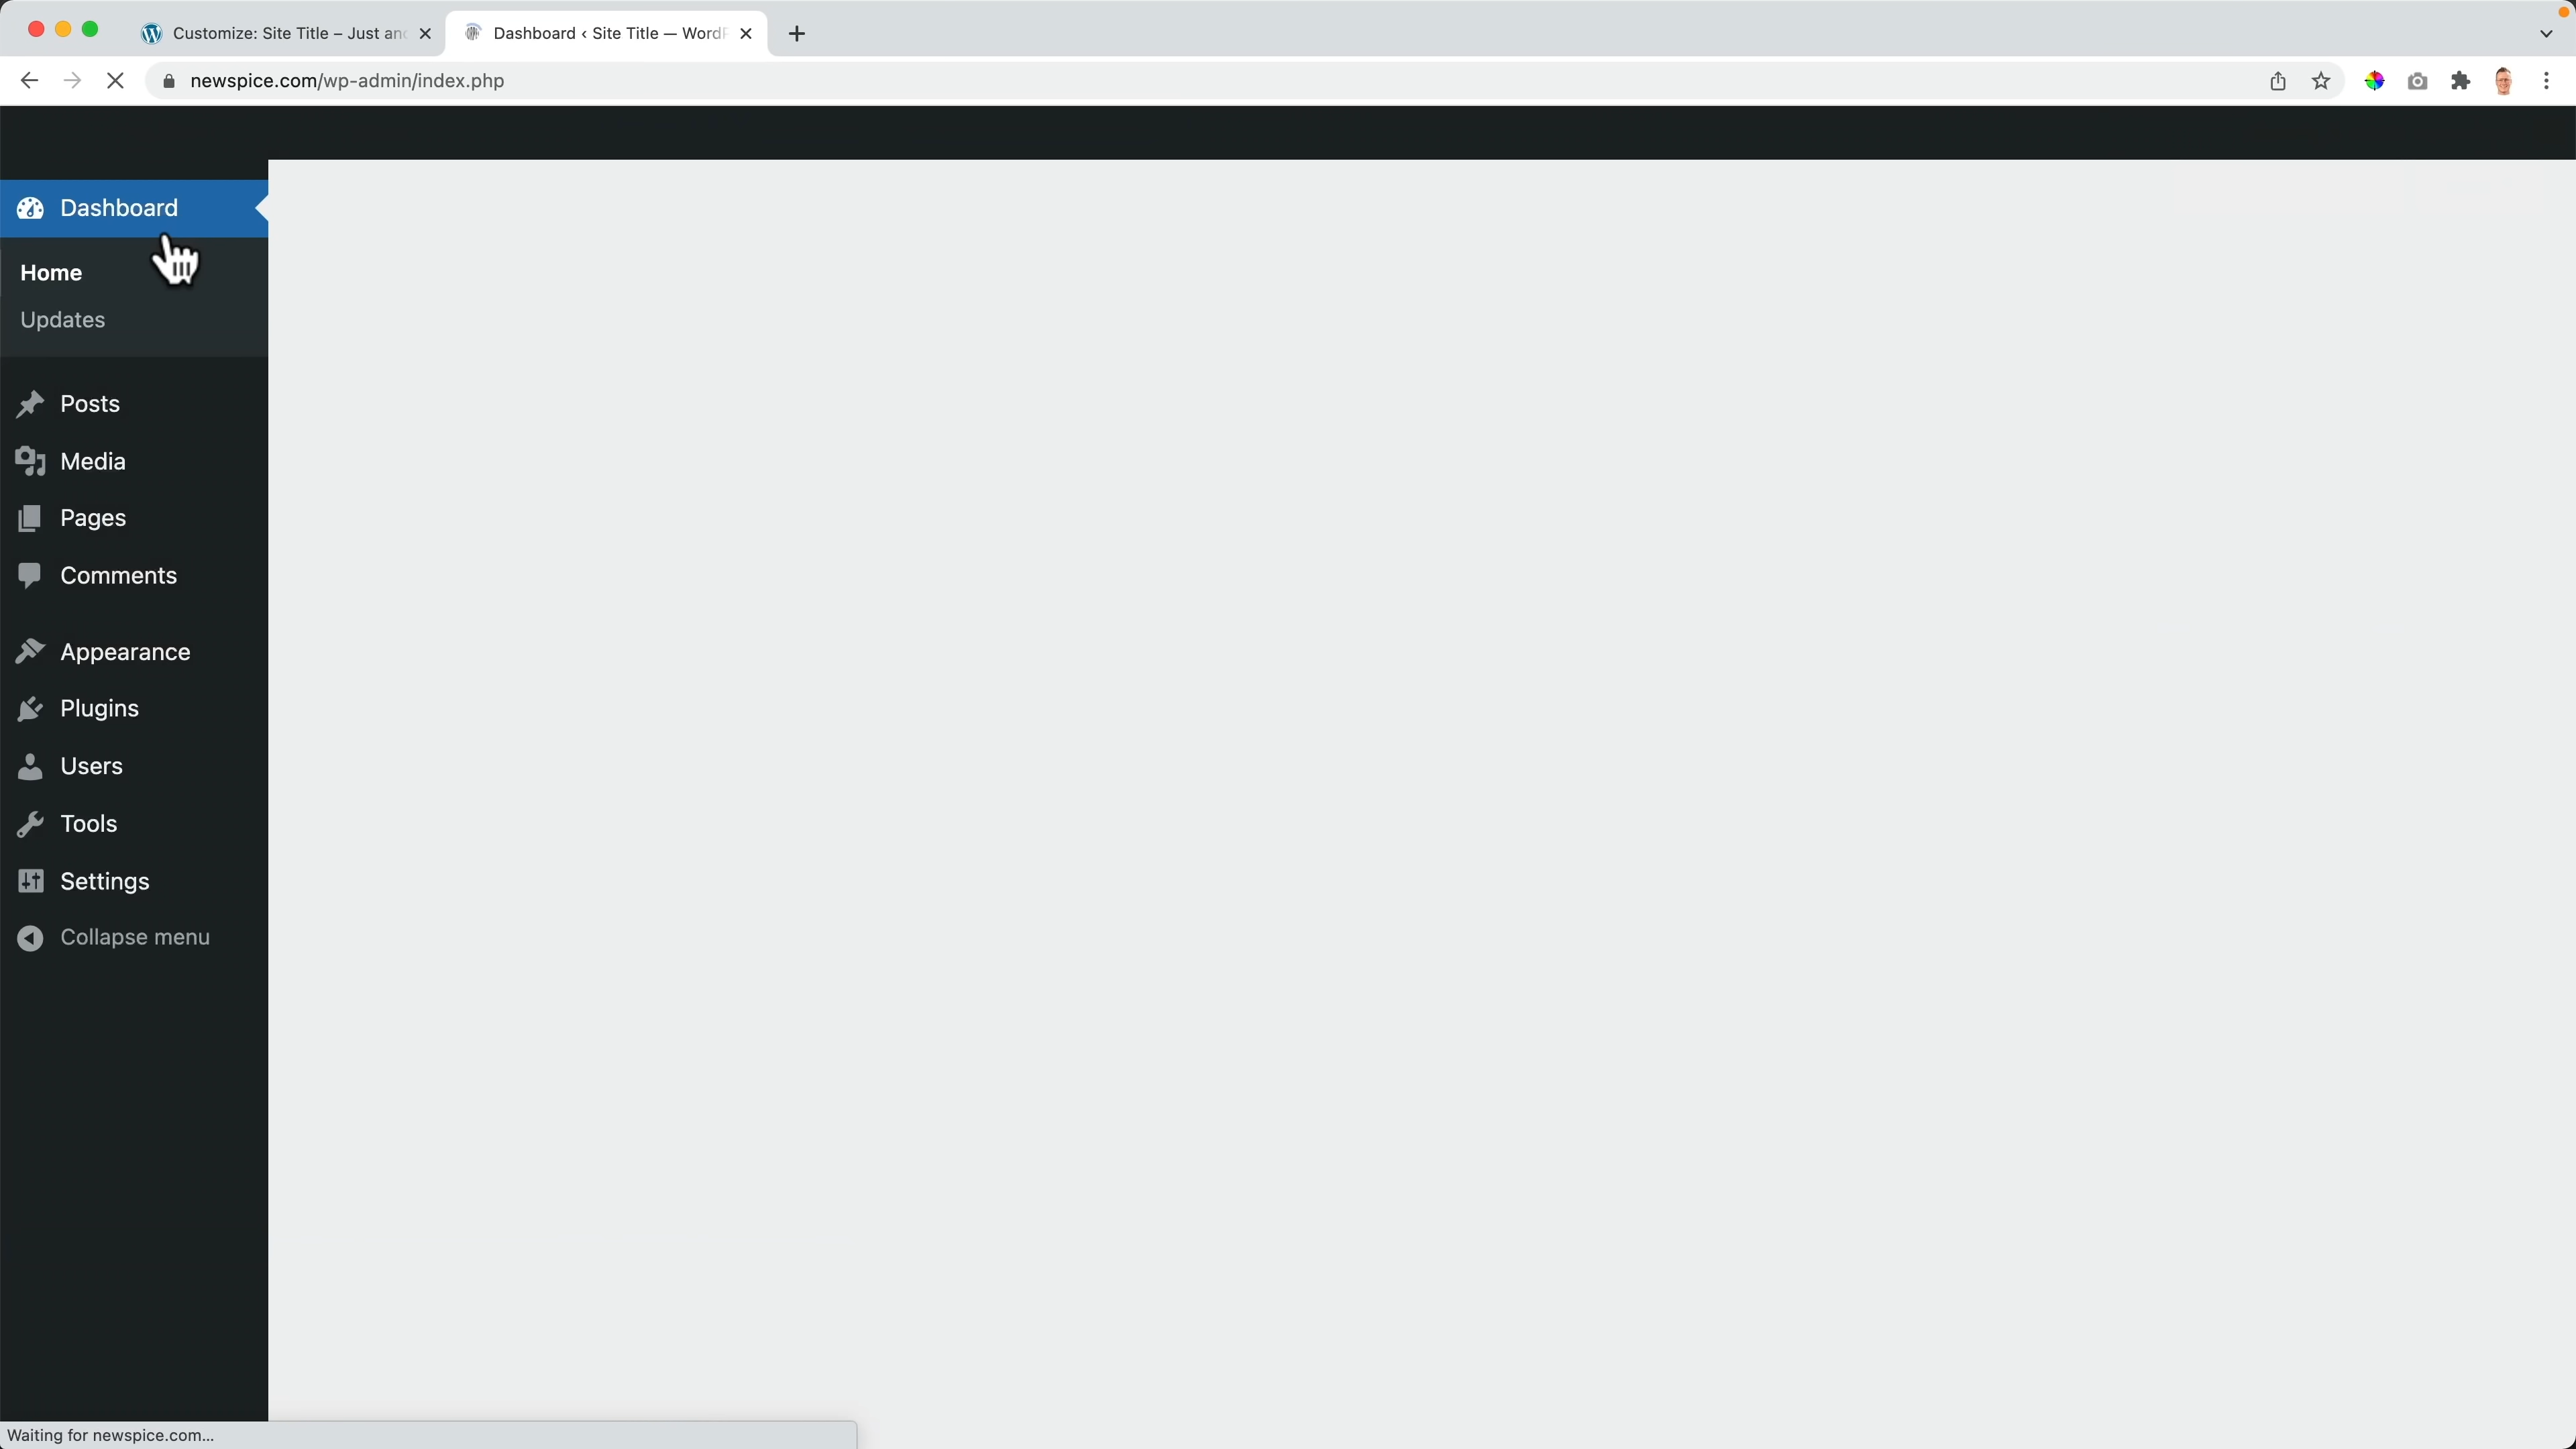 Customize: Site Title – Just an
Dashboard ‹ Site Title — Word
newspice.com/wp-admin/index.php
Dashboard
Home
Updates
Posts
Media
Pages
Comments
Appearance
Plugins
Users
Tools
Settings
Collapse menu
Waiting for newspice.com...